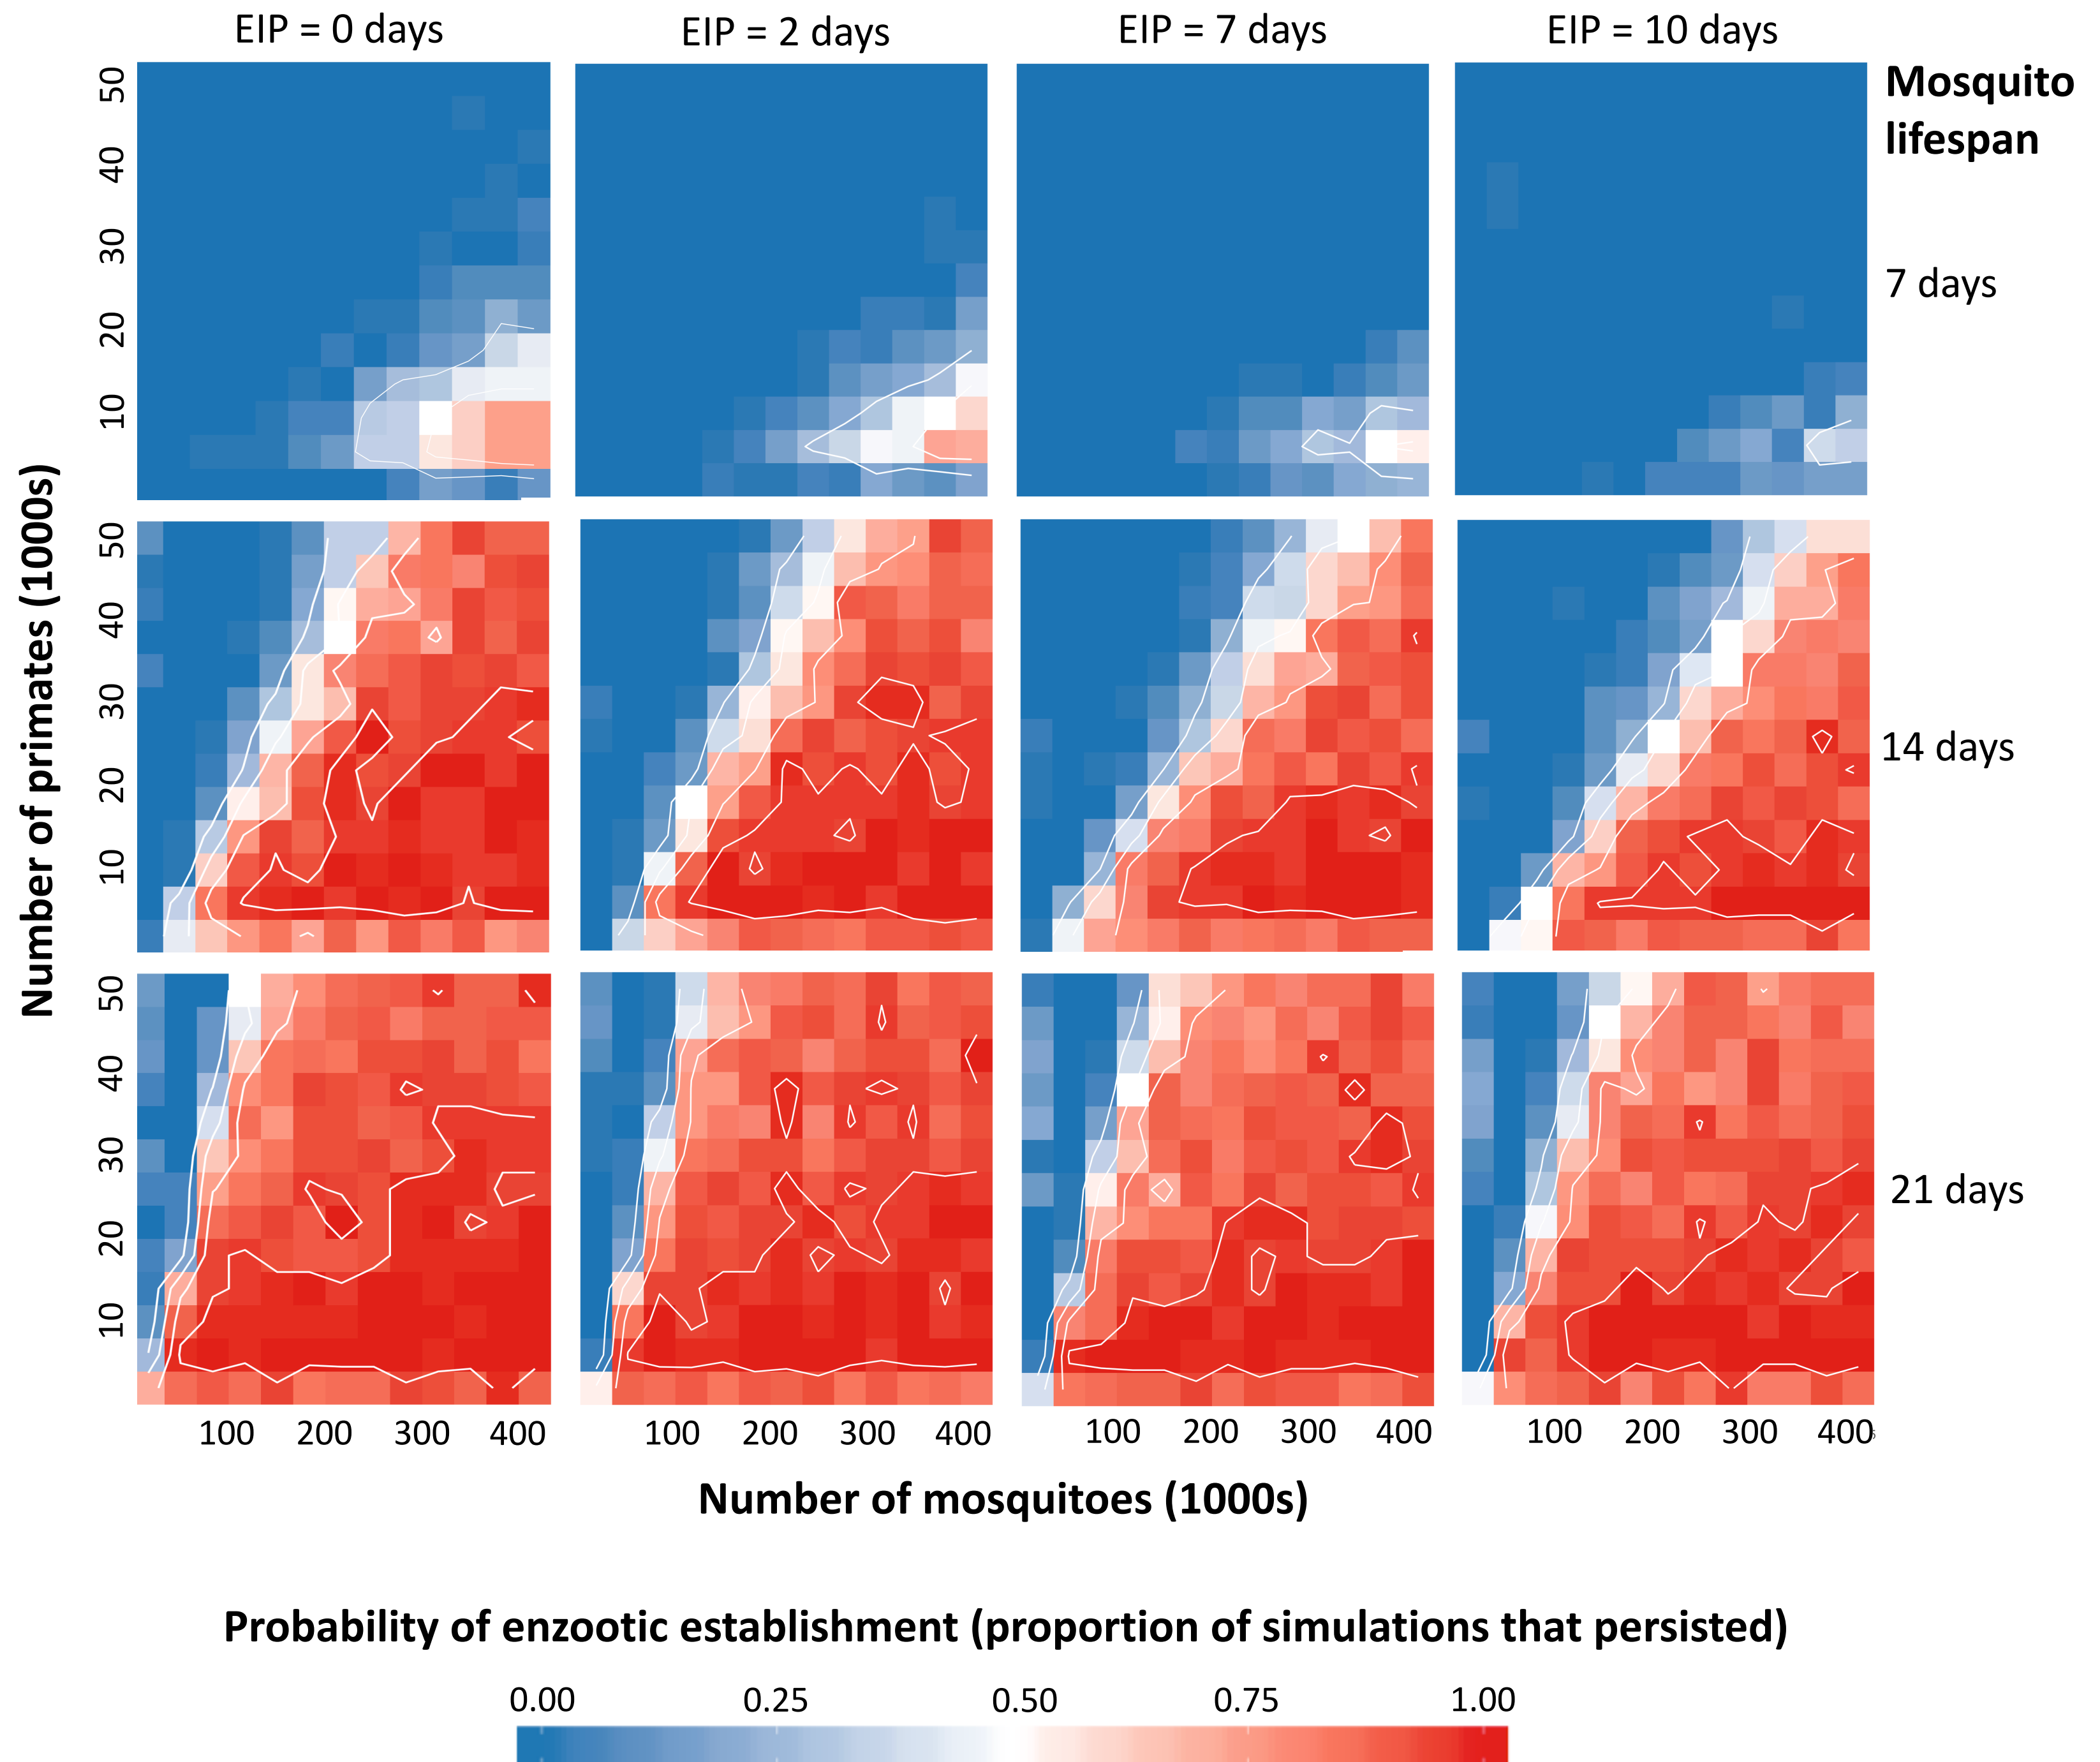 EIP = 0 days
EIP = 2 days
EIP = 7 days
EIP = 10 days
Mosquito
lifespan
50
40
30
20
10
7 days
Number of primates (1000s)
50
40
30
20
10
14 days
50
40
30
20
10
21 days
100 200 300 400
100 200 300 400
100 200 300 400
100 200 300 400
Number of mosquitoes (1000s)
Probability of enzootic establishment (proportion of simulations that persisted)
0.00 0.25 0.50 0.75 1.00